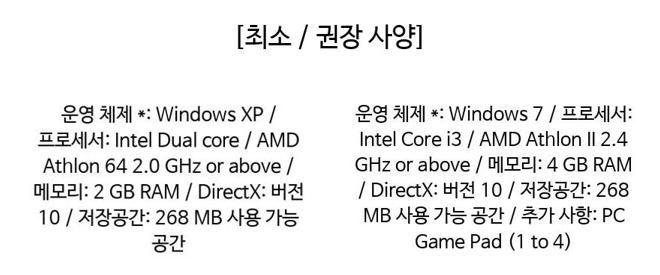 [최소 / 권장 사양]
운영 체제 *: Windows XP /
프로세서: Intel Dual core / AMD
Athlon 64 2.0 GHz or above /
메모리: 2 GB RAM / DirectX: 버전
10 / 저장공간: 268 MB 사용 가능
공간
운영 체제 *: Windows 7 / 프로세서:
Intel Core i3 / AMD Athlon II 2.4
GHz or above / 메모리: 4 GB RAM
/ DirectX: 버전 10 / 저장공간: 268
MB 사용 가능 공간 / 추가 사항: PC
Game Pad (1 to 4)